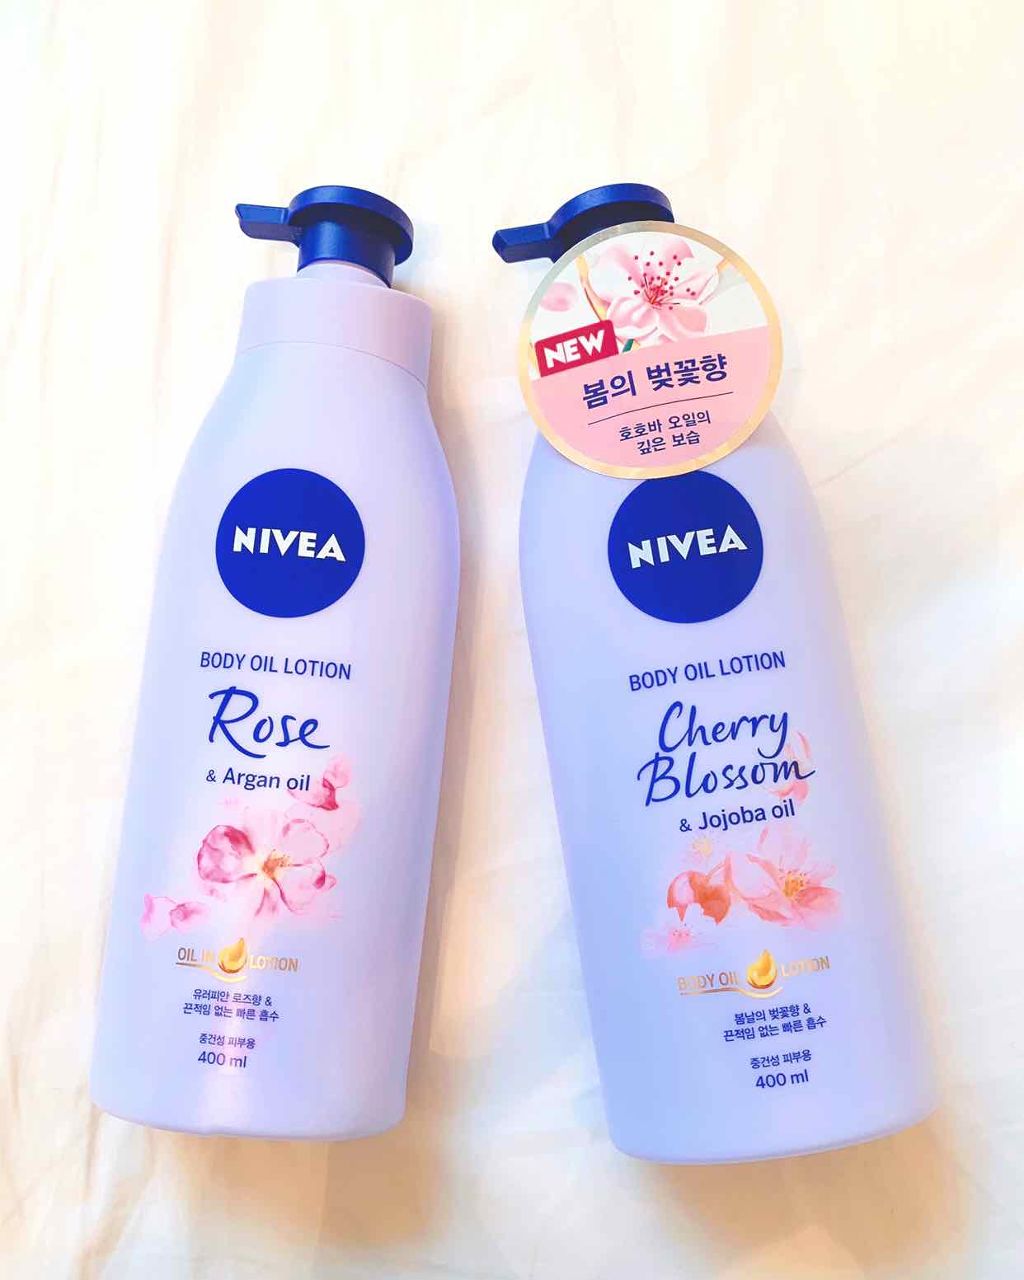 NIVEA
BODY OIL LOTION
Rose
& Argan oil
OIL IN LOTION
유러피안 로즈향 &
끈적임 없는 빠른 흡수
중건성 피부용
400 ml
NEW
봄의 벚꽃향
호호바 오일의
깊은 보습
NIVEA
BODY OIL LOTION
Cherry
Blossom
& Jojoba oil
BODY OIL LOTION
봄날의 벚꽃향 &
끈적임 없는 빠른 흡수
중건성 피부용
400 ml